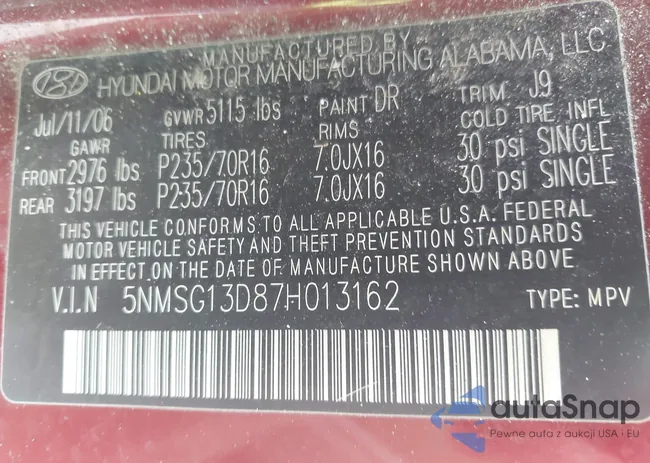 MANUFACTURED BY
HYUNDAI MOTOR MANUFACTURING ALABAMA, LLC
Jul/11/06 GVWR 5115 lbs PAINT DR TRIM J9
GAWR TIRES RIMS COLD TIRE INFL
FRONT 2976 lbs P235/70R16 7.0JX16 30 psi SINGLE
REAR 3197 lbs P235/70R16 7.0JX16 30 psi SINGLE
THIS VEHICLE CONFORMS TO ALL APPLICABLE U.S.A. FEDERAL
MOTOR VEHICLE SAFETY AND THEFT PREVENTION STANDARDS
IN EFFECT ON THE DATE OF MANUFACTURE SHOWN ABOVE
V.I.N 5NMSG13D87H013162 TYPE: MPV
autaSnap
Pewne auta z aukcji USA i EU